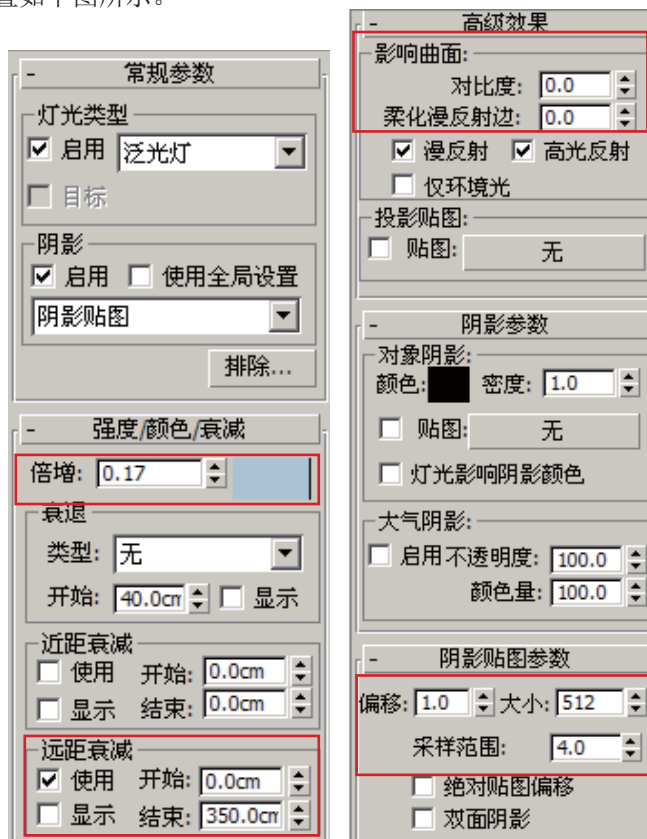 置如下图所示。
- 常规参数
灯光类型
启用 泛光灯
目标
阴影
启用 使用全局设置
阴影贴图
排除...
- 强度/颜色/衰减
倍增: 0.17
衰退
类型: 无
开始: 40.0cm 显示
近距衰减
使用 开始: 0.0cm
显示 结束: 0.0cm
远距衰减
使用 开始: 0.0cm
显示 结束: 350.0cm
- 高级效果
影响曲面:
对比度: 0.0
柔化漫反射边: 0.0
漫反射 高光反射
仅环境光
投影贴图:
贴图: 无
- 阴影参数
对象阴影:
颜色: 密度: 1.0
贴图: 无
灯光影响阴影颜色
大气阴影:
启用 不透明度: 100.0
颜色量: 100.0
- 阴影贴图参数
偏移: 1.0 大小: 512
采样范围: 4.0
绝对贴图偏移
双面阴影